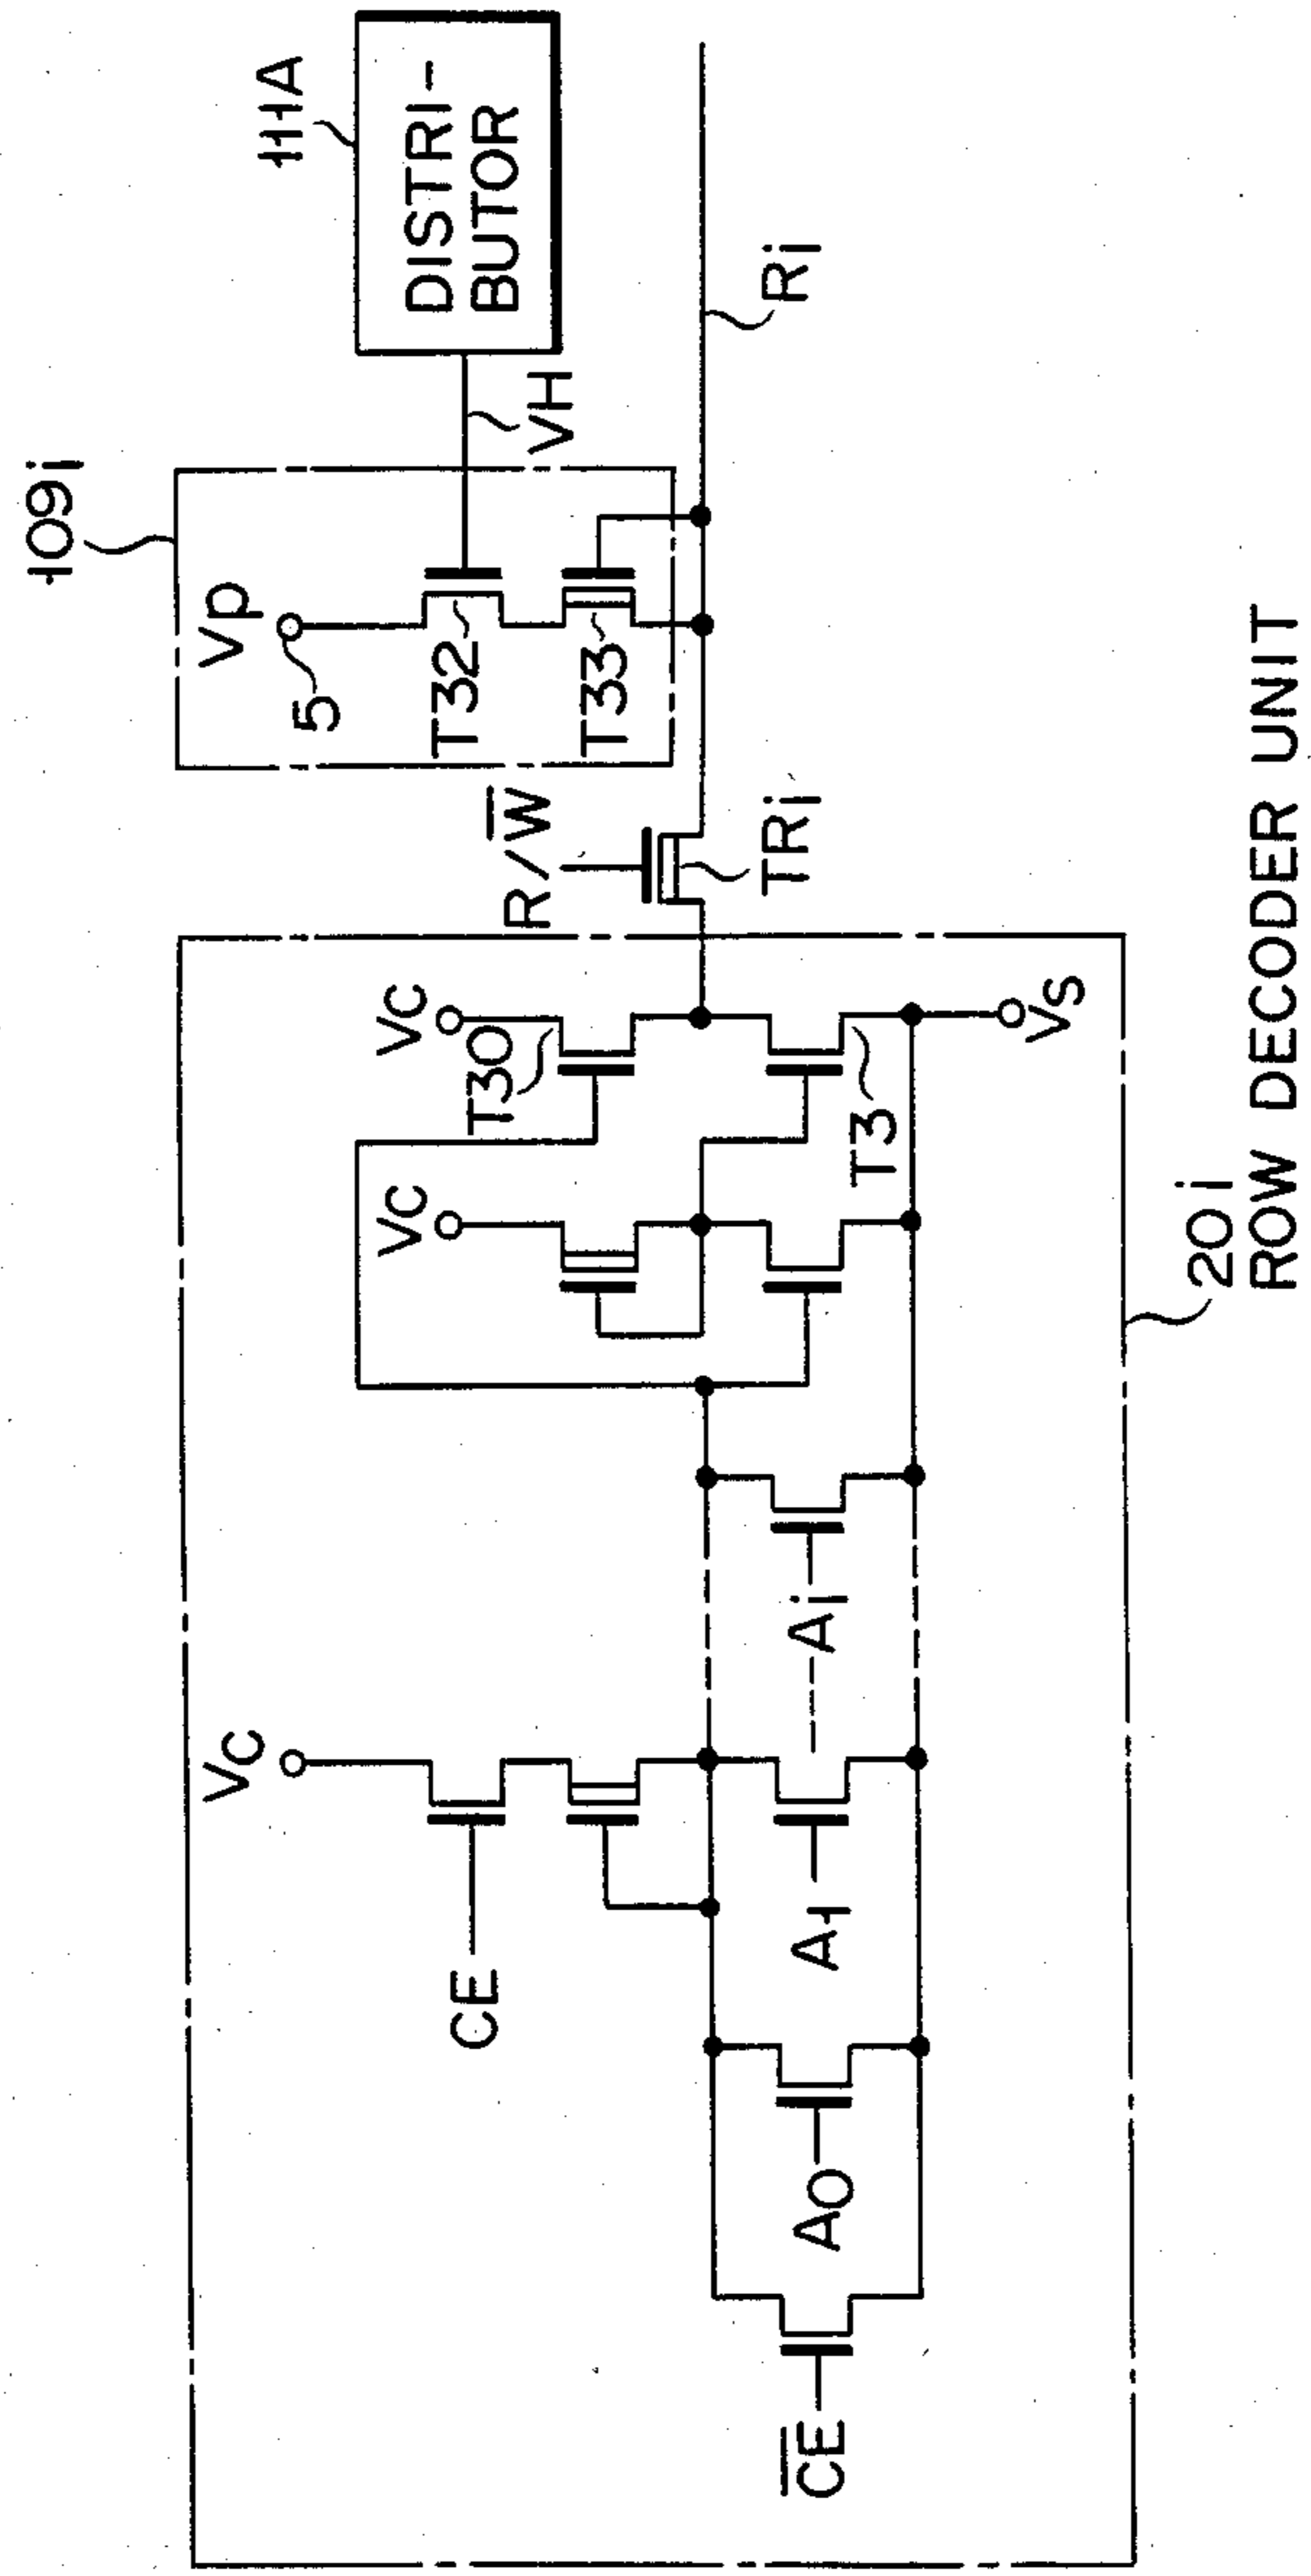 109i
VP
5
T32
T33
VH
111A
DISTRI-
BUTOR
R/W̅
TRi
Ri
VC
CE
VC
VC
T30
C̅E̅
A0
A1
Ai
T3
VS
20i
ROW DECODER UNIT